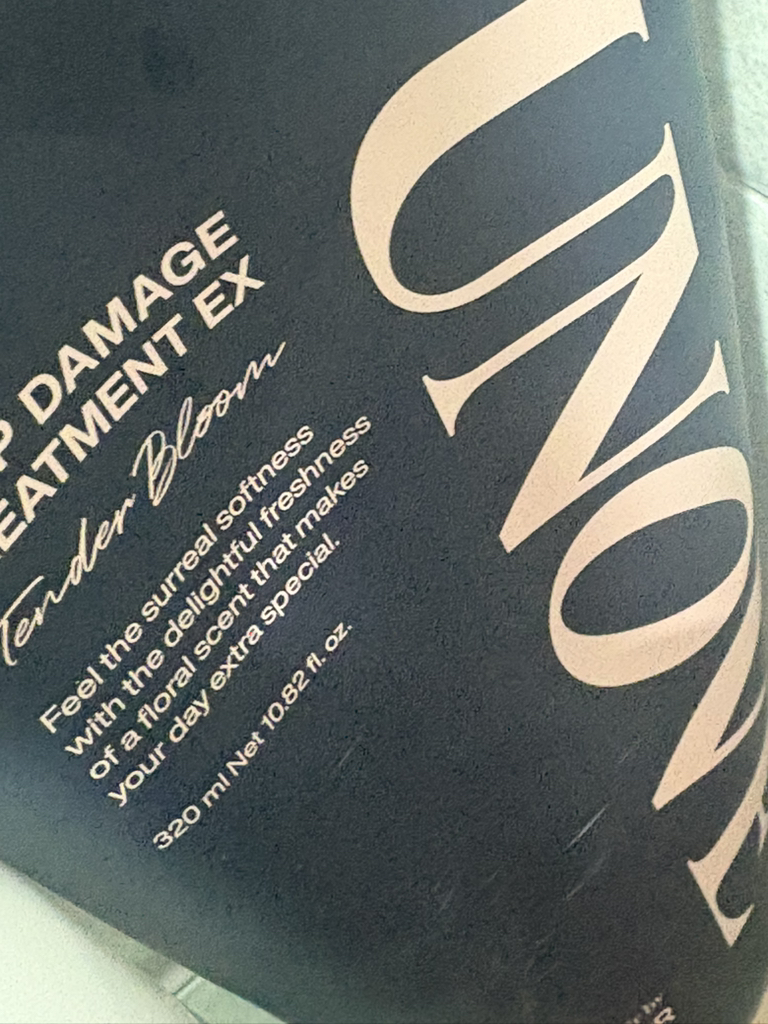 P DAMAGE
EATMENT EX
Tender Bloom
Feel the surreal softness
with the delightful freshness
of a floral scent that makes
your day extra special.
320 ml Net 10.82 fl. oz.
UNOVE
by
R